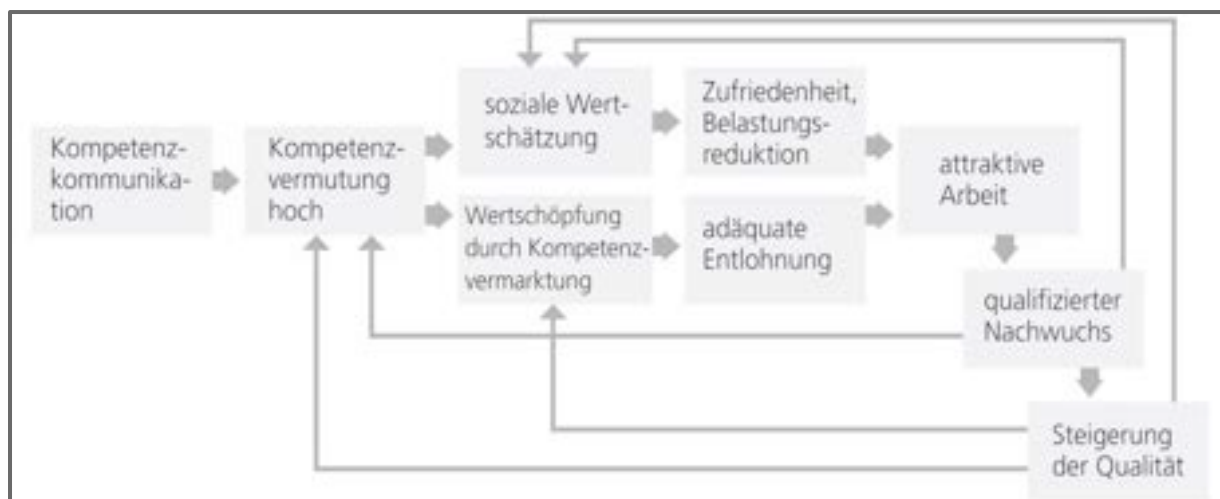 Kompetenz-
kommunika-
tion
Kompetenz-
vermutung
hoch
soziale Wert-
schätzung
Wertschöpfung
durch Kompetenz-
vermarktung
Zufriedenheit,
Belastungs-
reduktion
adäquate
Entlohnung
attraktive
Arbeit
qualifizierter
Nachwuchs
Steigerung
der Qualität